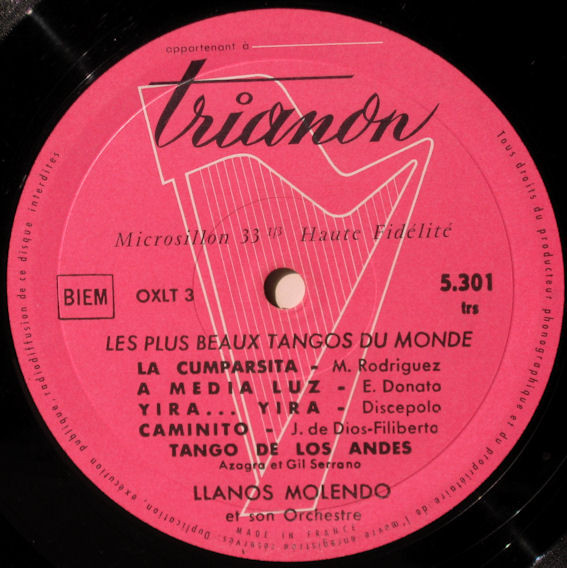 appartenant à
trianon
Microsillon 33 1/3 Haute Fidélité
BIEM
OXLT 3
5.301
trs
LES PLUS BEAUX TANGOS DU MONDE
LA CUMPARSITA - M. Rodriguez
A MEDIA LUZ - E. Donato
YIRA... YIRA - Discepolo
CAMINITO - J. de Dios-Filiberto
TANGO DE LOS ANDES
Azagra et Gil Serrano
LLANOS MOLENDO
et son Orchestre
MADE IN FRANCE
Tous droits du producteur phonographique et du propriétaire de l'œuvre enregistrée réservés. Duplication, exécution publique, radiodiffusion de ce disque interdites